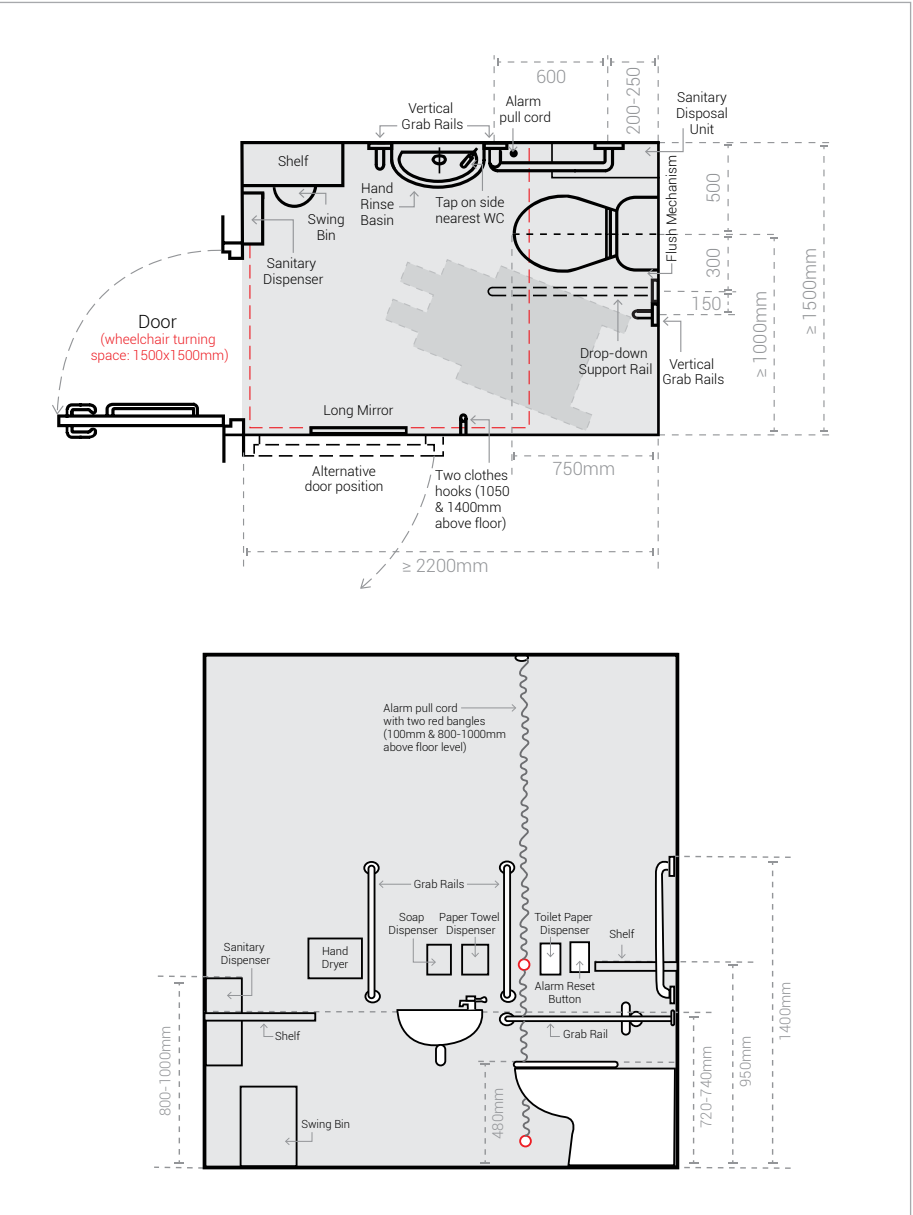 600
200-250
Sanitary
Disposal
Unit
Alarm
pull cord
Vertical
Grab Rails
Shelf
Hand
Rinse
Basin
Tap on side
nearest WC
Flush Mechanism
500
Swing
Bin
Sanitary
Dispenser
300
150
≥ 1000mm
≥ 1500mm
Door
(wheelchair turning
space: 1500x1500mm)
Drop-down
Support Rail
Vertical
Grab Rails
Long Mirror
Alternative
door position
Two clothes
hooks (1050
& 1400mm
above floor)
750mm
≥ 2200mm
Alarm pull cord
with two red bangles
(100mm & 800-1000mm
above floor level)
Grab Rails
Soap
Dispenser
Paper Towel
Dispenser
Toilet Paper
Dispenser
Shelf
Sanitary
Dispenser
Hand
Dryer
Alarm Reset
Button
Shelf
Grab Rail
800-1000mm
480mm
720-740mm
950mm
1400mm
Swing Bin